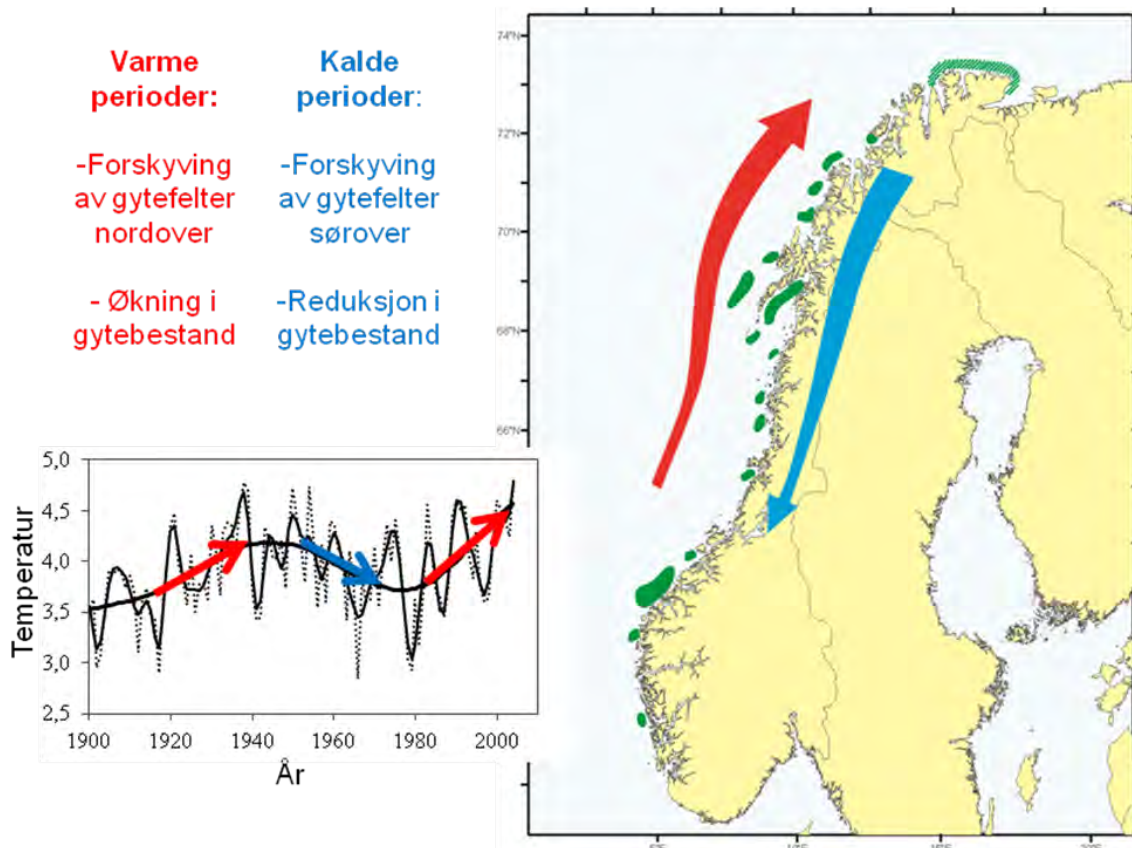 Varme
perioder:
-Forskyving
av gytefelter
nordover
- Økning i
gytebestand
Kalde
perioder:
-Forskyving
av gytefelter
sørover
-Reduksjon i
gytebestand
74°N
72°N
70°N
68°N
66°N
5,0
4,5
4,0
3,5
3,0
2,5
Temperatur
1900 1920 1940 1960 1980 2000
År